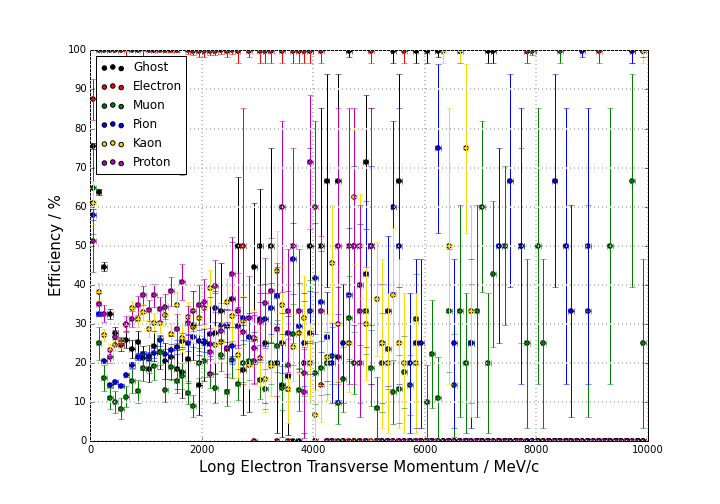 100
90
80
70
60
50
40
30
20
10
0
Efficiency / %
Ghost
Electron
Muon
Pion
Kaon
Proton
0 2000 4000 6000 8000 10000
Long Electron Transverse Momentum / MeV/c